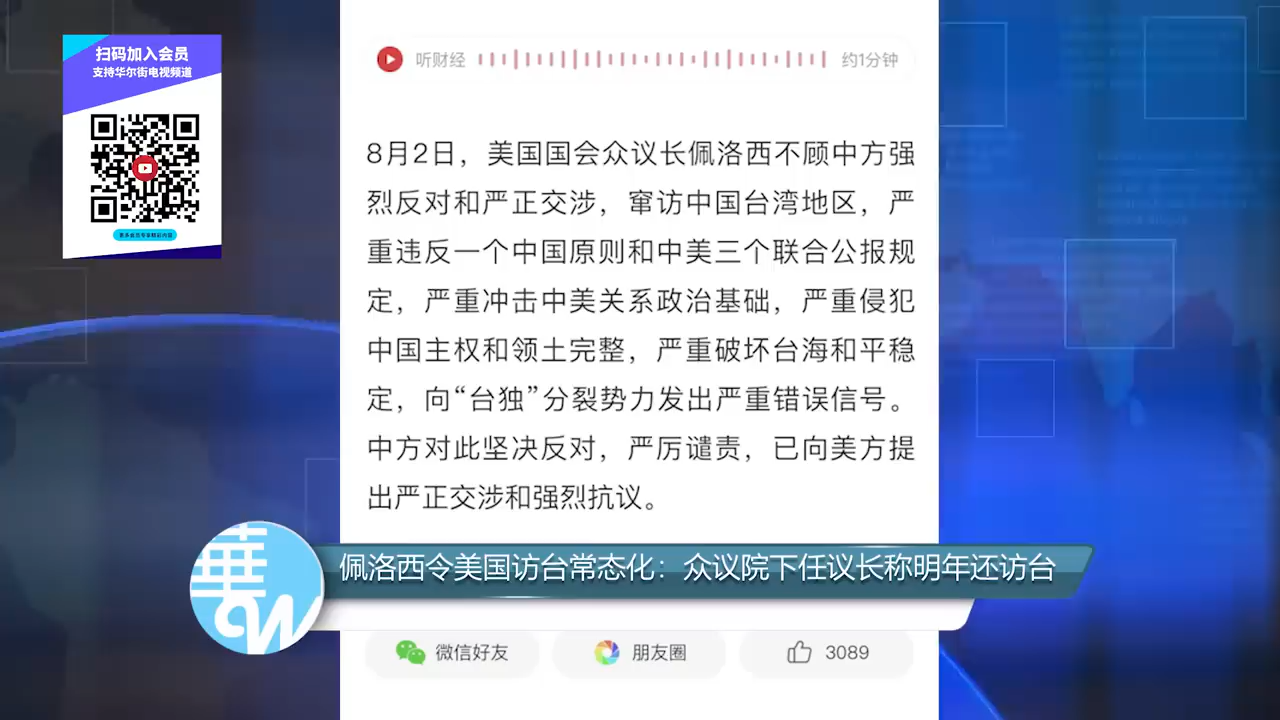 扫码加入会员
支持华尔街电视频道
听财经
约1分钟
8月2日，美国国会众议长佩洛西不顾中方强
烈反对和严正交涉，窜访中国台湾地区，严
重违反一个中国原则和中美三个联合公报规
定，严重冲击中美关系政治基础，严重侵犯
中国主权和领土完整，严重破坏台海和平稳
定，向“台独”分裂势力发出严重错误信号。
中方对此坚决反对，严厉谴责，已向美方提
出严正交涉和强烈抗议。
華
佩洛西令美国访台常态化：众议院下任议长称明年还访台
微信好友
朋友圈
3089